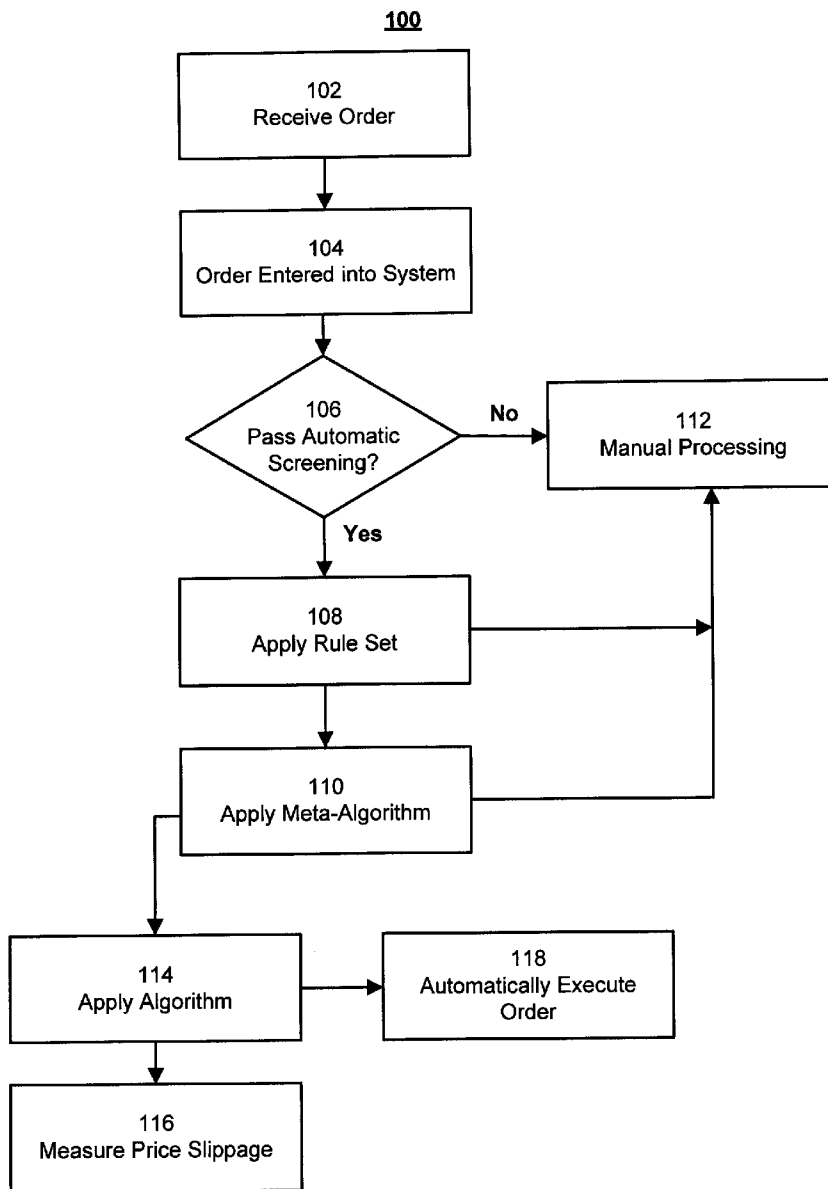 100
102
Receive Order
104
Order Entered into System
106
Pass Automatic
Screening?
No
112
Manual Processing
Yes
108
Apply Rule Set
110
Apply Meta-Algorithm
114
Apply Algorithm
118
Automatically Execute
Order
116
Measure Price Slippage